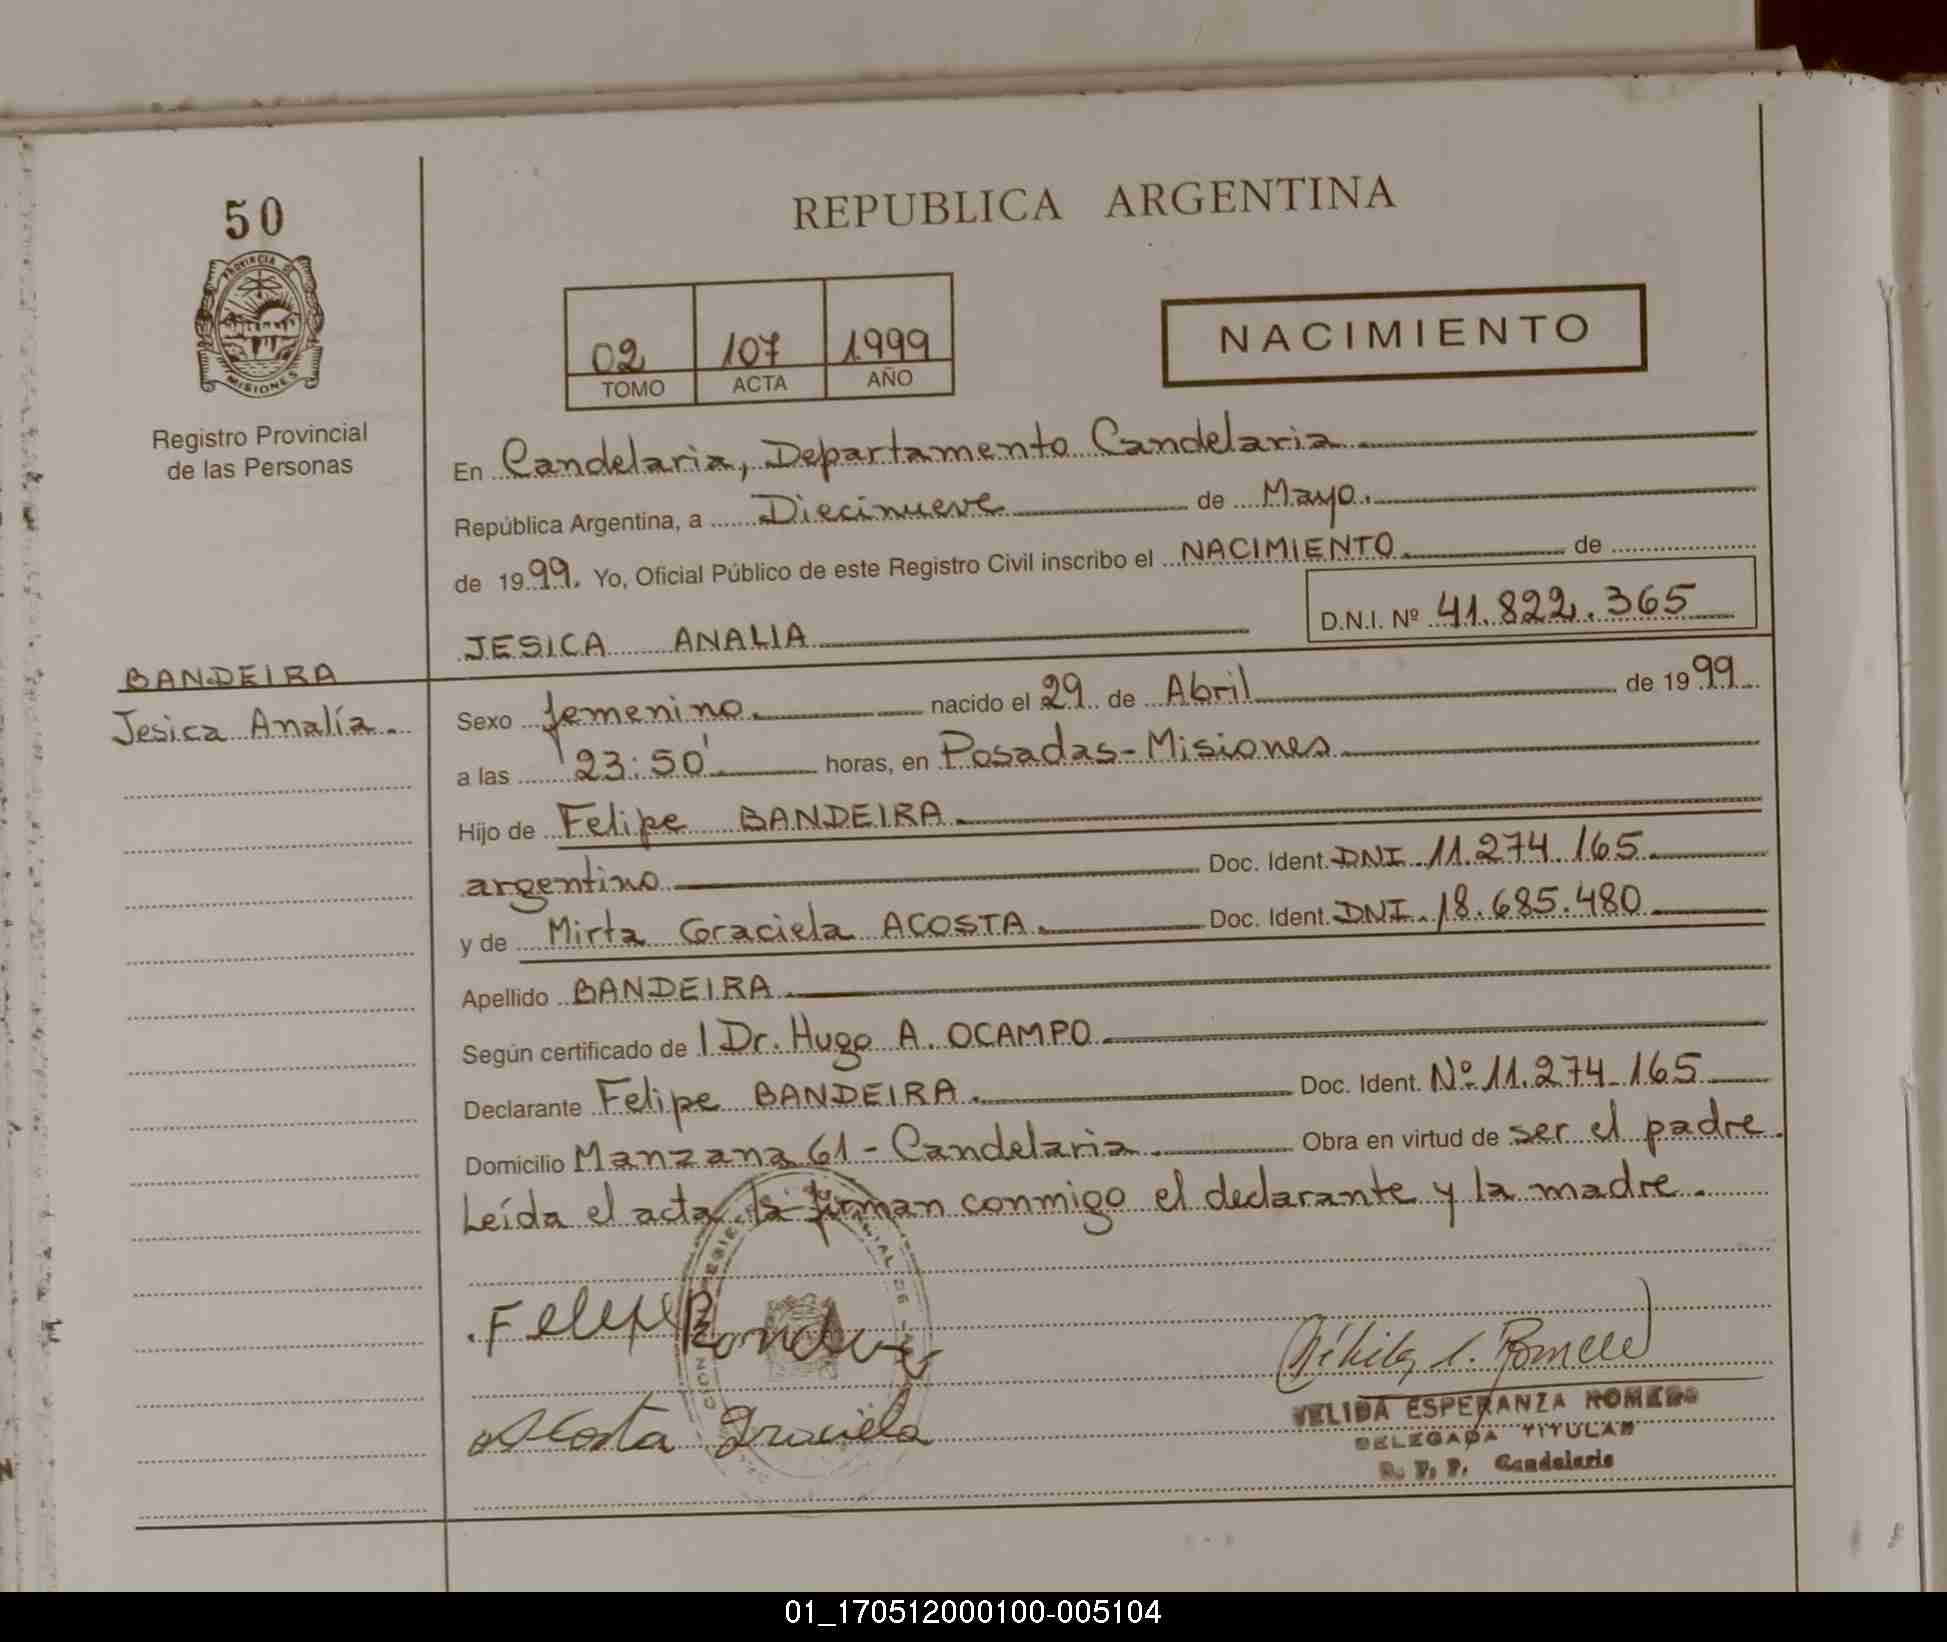 50
PROVINCIA DE
MISIONES
Registro Provincial
de las Personas
BANDEIRA
Jesica Analía.
REPUBLICA ARGENTINA
02 107 1999
TOMO ACTA AÑO
NACIMIENTO
En Candelaria, Departamento Candelaria
República Argentina, a Diecinueve de Mayo.
de 1999. Yo, Oficial Público de este Registro Civil inscribo el NACIMIENTO de
JESICA ANALIA D.N.I. Nº 41.822.365
Sexo femenino. nacido el 29 de Abril de 1999
a las 23:50' horas, en Posadas-Misiones
Hijo de Felipe BANDEIRA
argentino Doc. Ident. DNI 11.274.165
y de Mirta Graciela ACOSTA. Doc. Ident. DNI. 18.685.480
Apellido BANDEIRA
Según certificado de l Dr. Hugo A. OCAMPO
Declarante Felipe BANDEIRA. Doc. Ident. Nº 11.274.165
Domicilio Manzana 61 - Candelaria. Obra en virtud de ser el padre.
Leída el acta, la firman conmigo el declarante y la madre.
Felipe
Acosta Graciela
VELIDA ESPERANZA ROMERO
DELEGADA TITULAR
R. P. P. Candelaria
01_170512000100-005104